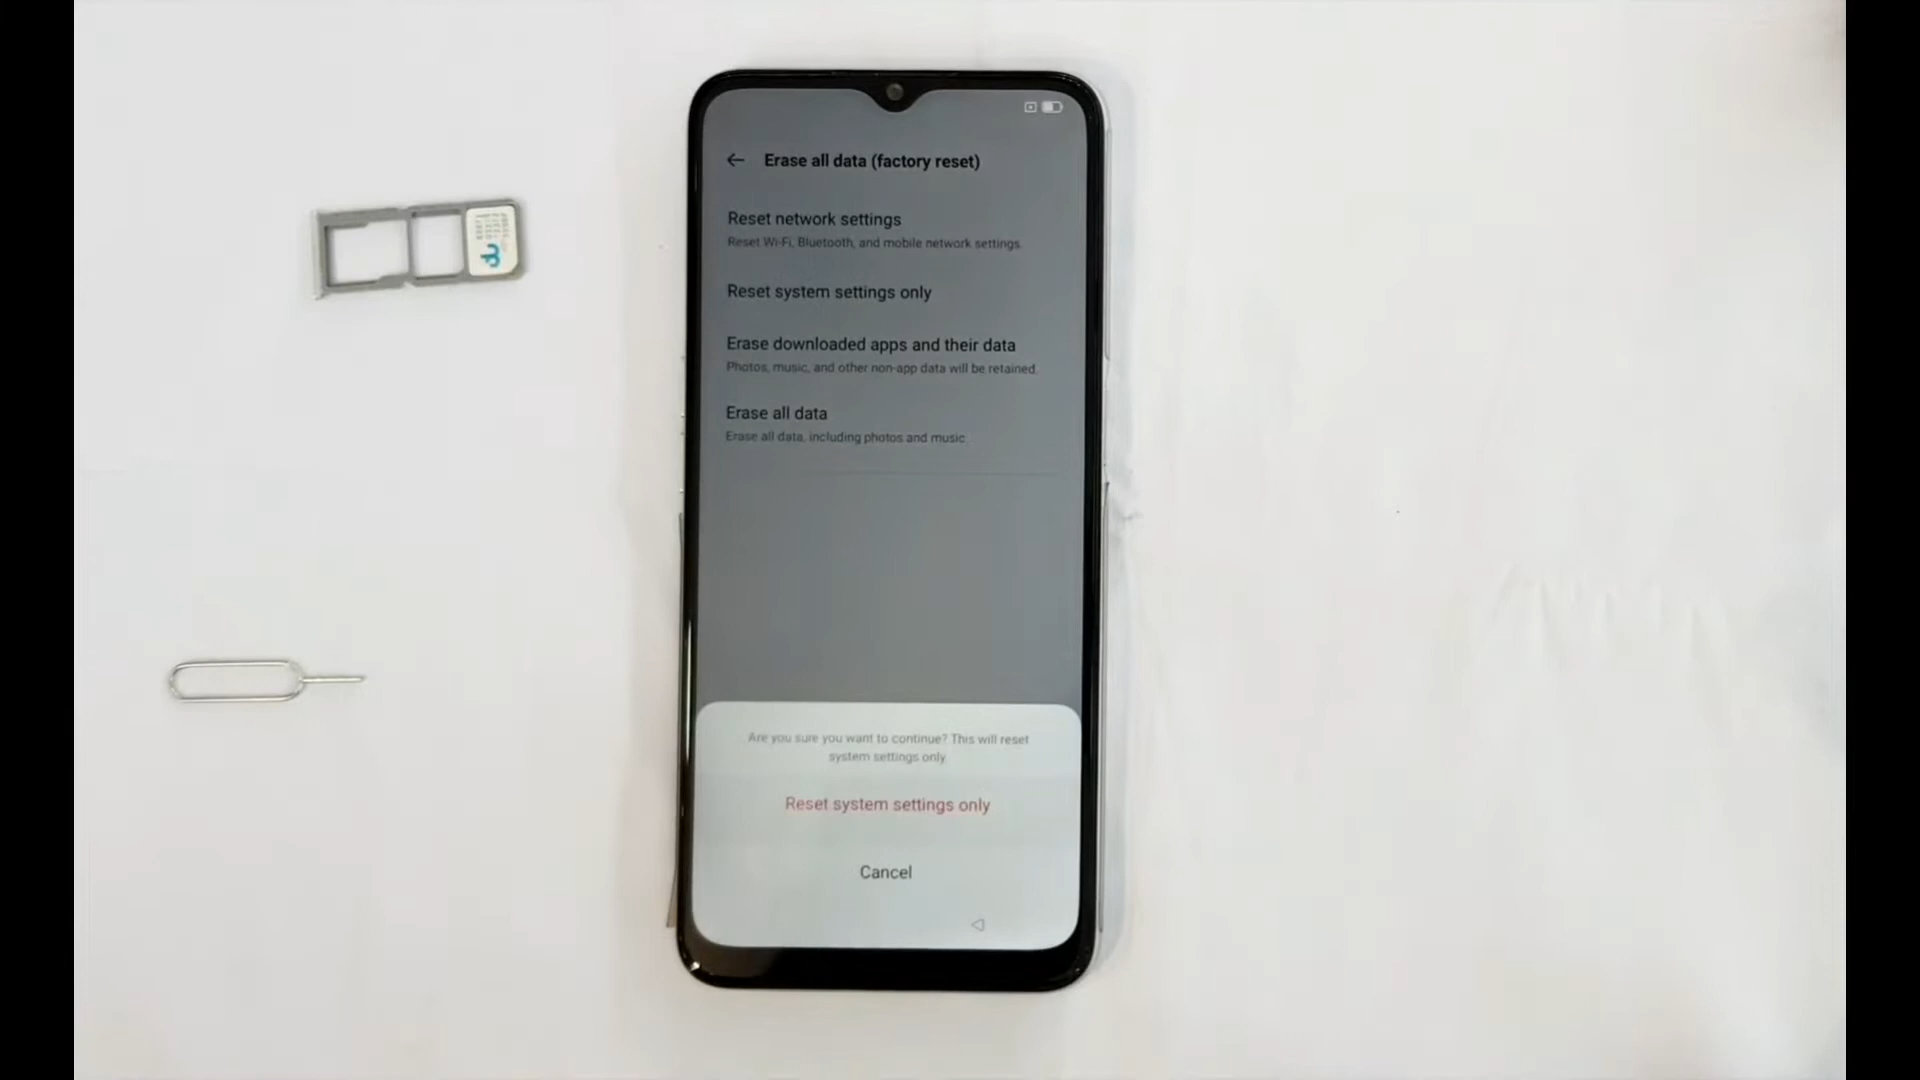 Erase all data (factory reset)
Reset network settings
Reset Wi-Fi, Bluetooth, and mobile network settings.
Reset system settings only
Erase downloaded apps and their data
Photos, music, and other non-app data will be retained.
Erase all data
Erase all data, including photos and music.
Are you sure you want to continue? This will reset
system settings only.
Reset system settings only
Cancel
du